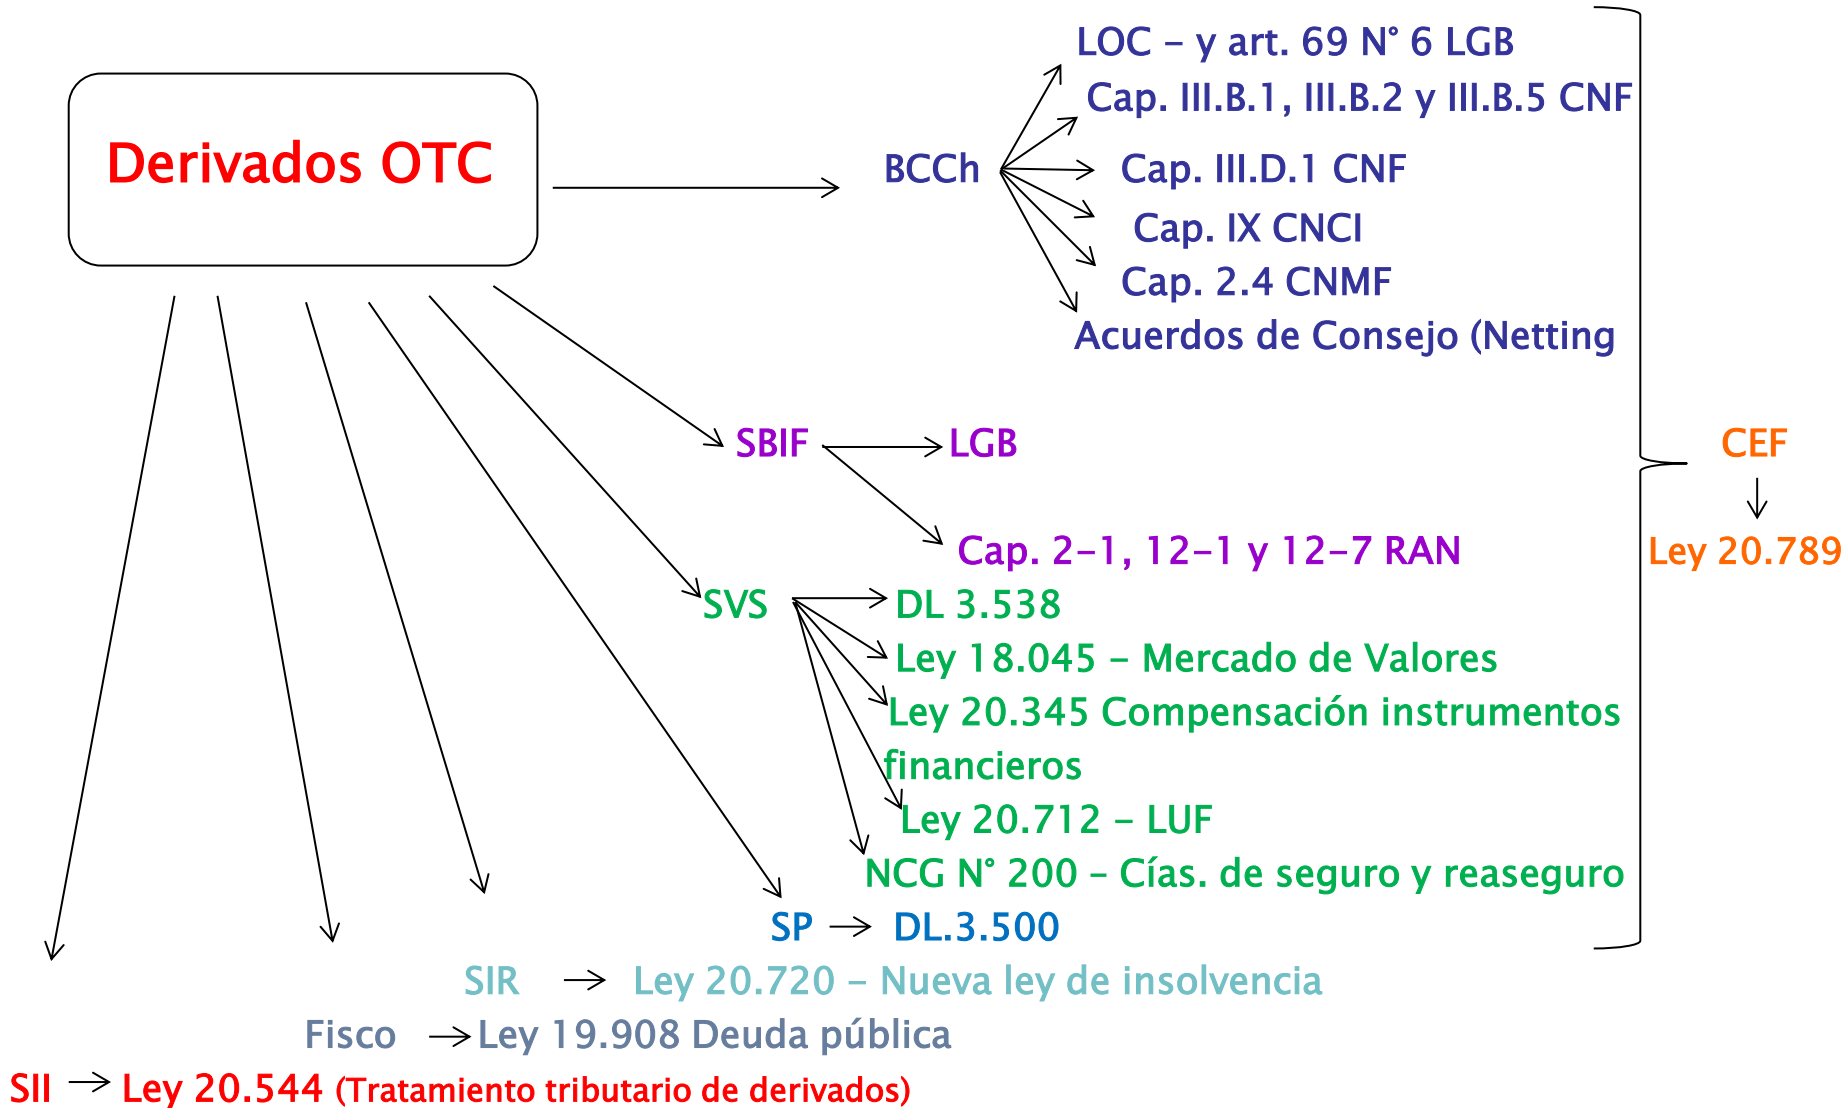 Derivados OTC
BCCh
LOC – y art. 69 N° 6 LGB
Cap. III.B.1, III.B.2 y III.B.5 CNF
Cap. III.D.1 CNF
Cap. IX CNCI
Cap. 2.4 CNMF
Acuerdos de Consejo (Netting
SBIF
LGB
Cap. 2-1, 12-1 y 12-7 RAN
SVS
DL 3.538
Ley 18.045 – Mercado de Valores
Ley 20.345 Compensación instrumentos
financieros
Ley 20.712 – LUF
NCG N° 200 – Cías. de seguro y reaseguro
SP
DL.3.500
CEF
Ley 20.789
SIR
Ley 20.720 – Nueva ley de insolvencia
Fisco
Ley 19.908 Deuda pública
SII
Ley 20.544 (Tratamiento tributario de derivados)